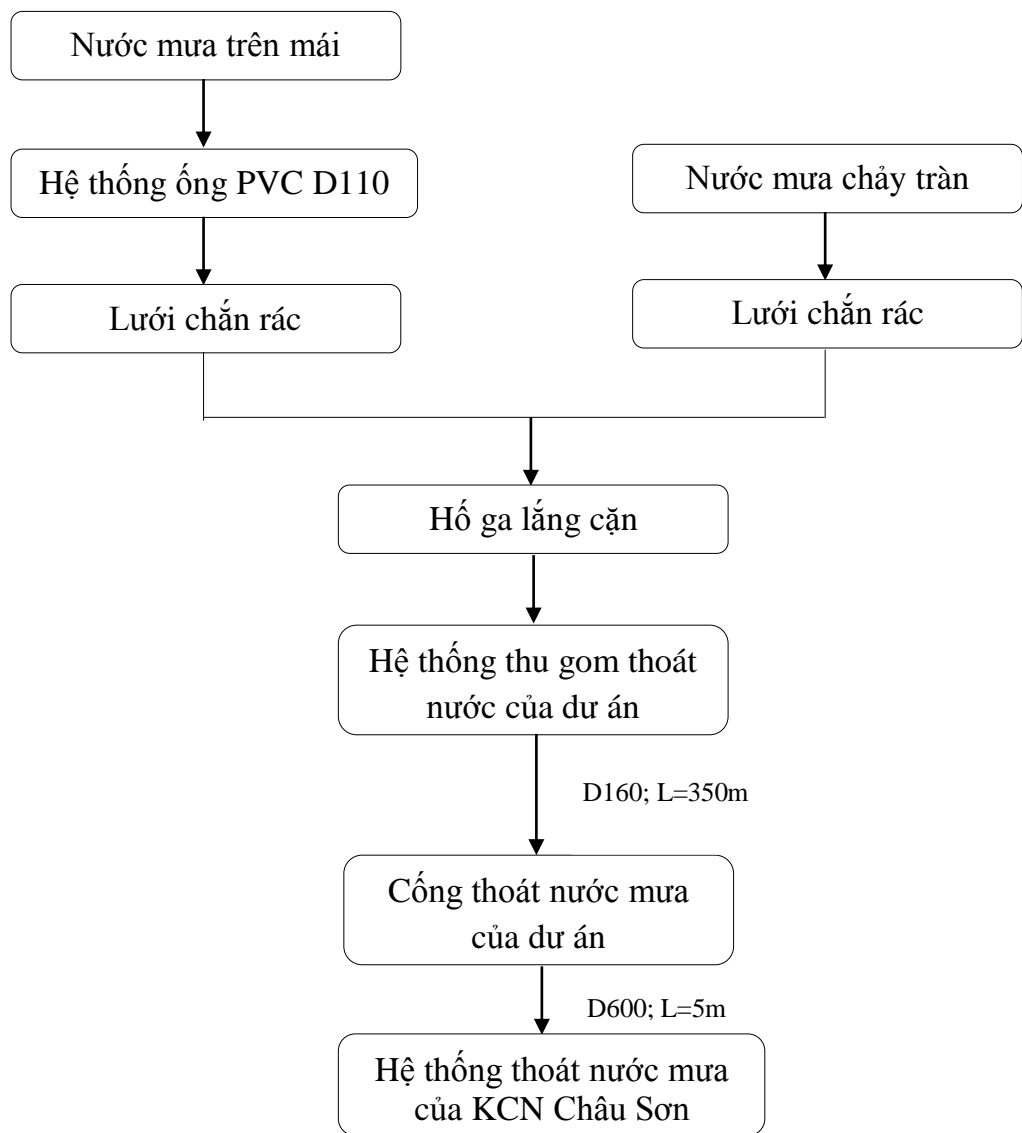 Nước mưa trên mái
Hệ thống ống PVC D110
Nước mưa chảy tràn
Lưới chắn rác
Lưới chắn rác
Hố ga lắng cặn
Hệ thống thu gom thoát
nước của dư án
D160; L=350m
Cống thoát nước mưa
của dư án
D600; L=5m
Hệ thống thoát nước mưa
của KCN Châu Sơn